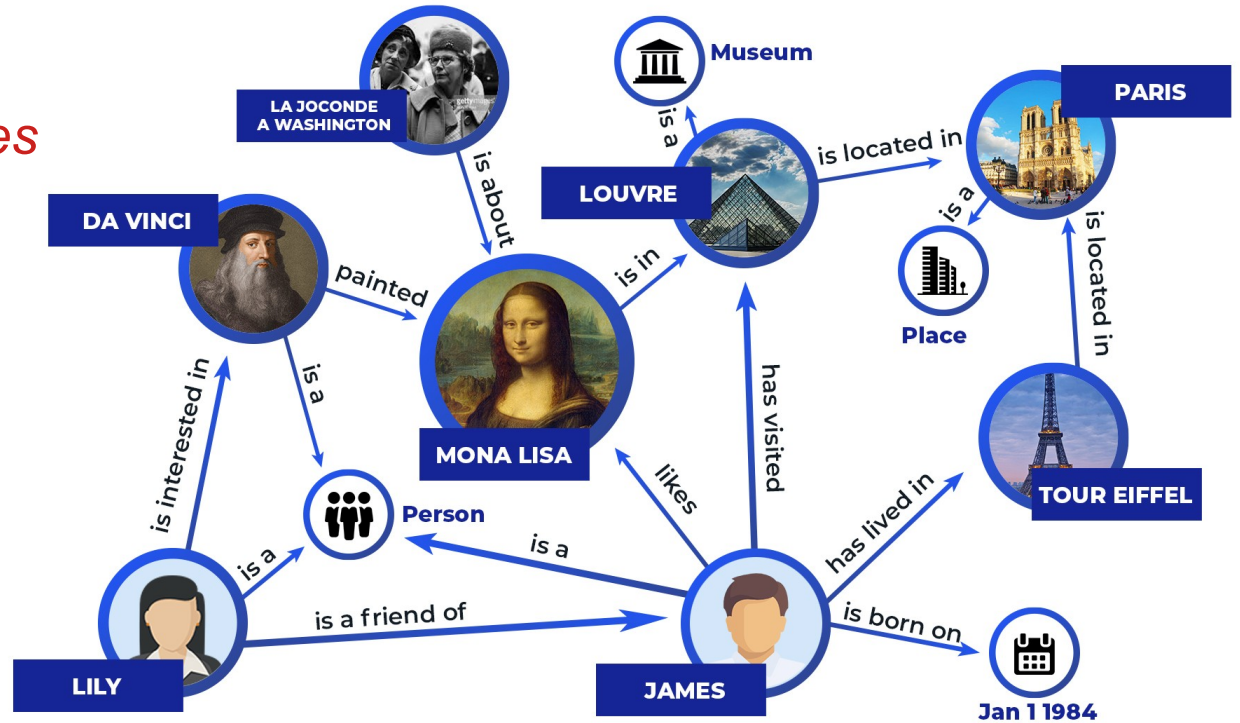 es
LA JOCONDE
A WASHINGTON
gettyimages
Museum
PARIS
is a
is about
LOUVRE
is located in
DA VINCI
is a
is in
painted
Place
is located in
is interested in
is a
has visited
MONA LISA
likes
has lived in
TOUR EIFFEL
Person
is a
is a
is a friend of
is born on
LILY
JAMES
Jan 1 1984